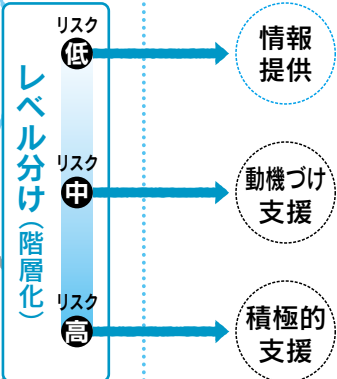 レベル分け（階層化）
リスク
低
情報
提供
リスク
中
動機づけ
支援
リスク
高
積極的
支援